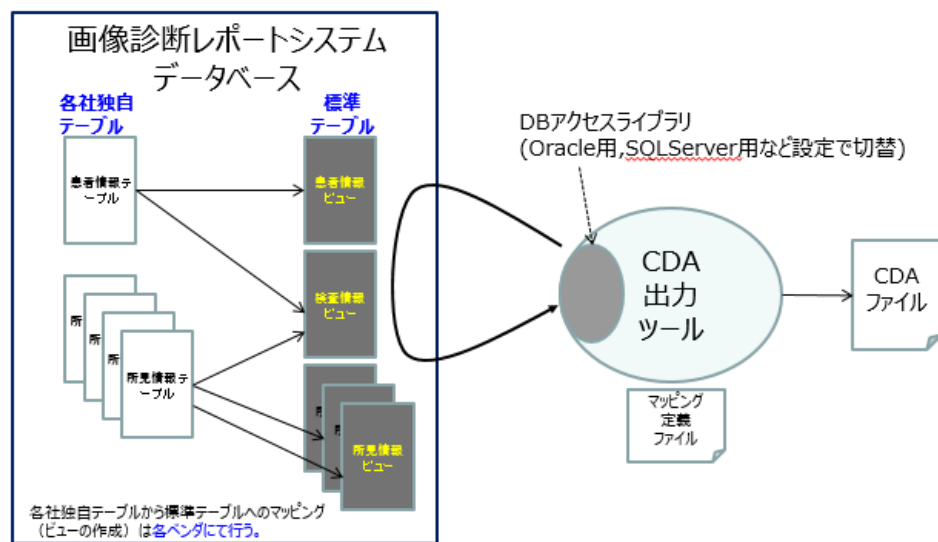 画像診断レポートシステム
データベース
各社独自
テーブル
標準
テーブル
患者情報テ
ーブル
患者情報
ビュー
検査情報
ビュー
所
所
所
所見情報テ
ーブル
所
所
所見情報
ビュー
各社独自テーブルから標準テーブルへのマッピング
(ビューの作成)は各ベンダにて行う。
DBアクセスライブラリ
(Oracle用,SQLServer用など設定で切替)
CDA
出力
ツール
マッピング
定義
ファイル
CDA
ファイル